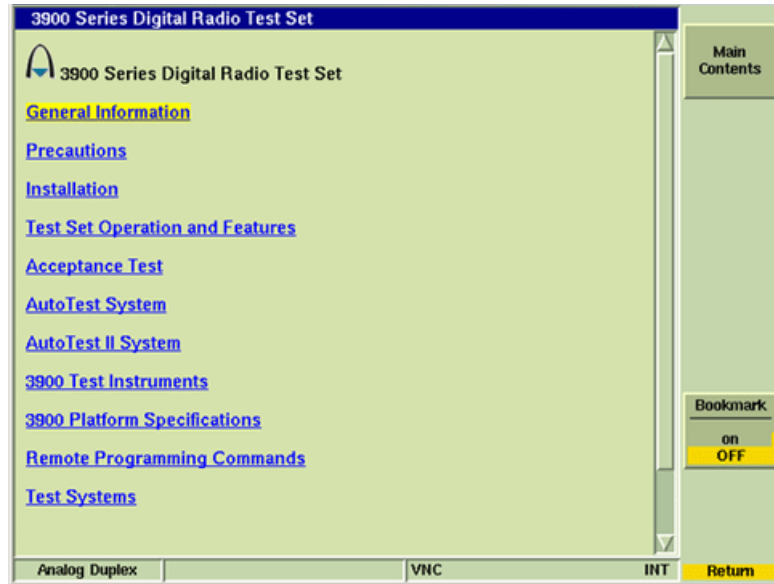 3900 Series Digital Radio Test Set
3900 Series Digital Radio Test Set
General Information
Precautions
Installation
Test Set Operation and Features
Acceptance Test
AutoTest System
AutoTest II System
3900 Test Instruments
3900 Platform Specifications
Remote Programming Commands
Test Systems
Main
Contents
Bookmark
on
OFF
Analog Duplex
VNC
INT
Return